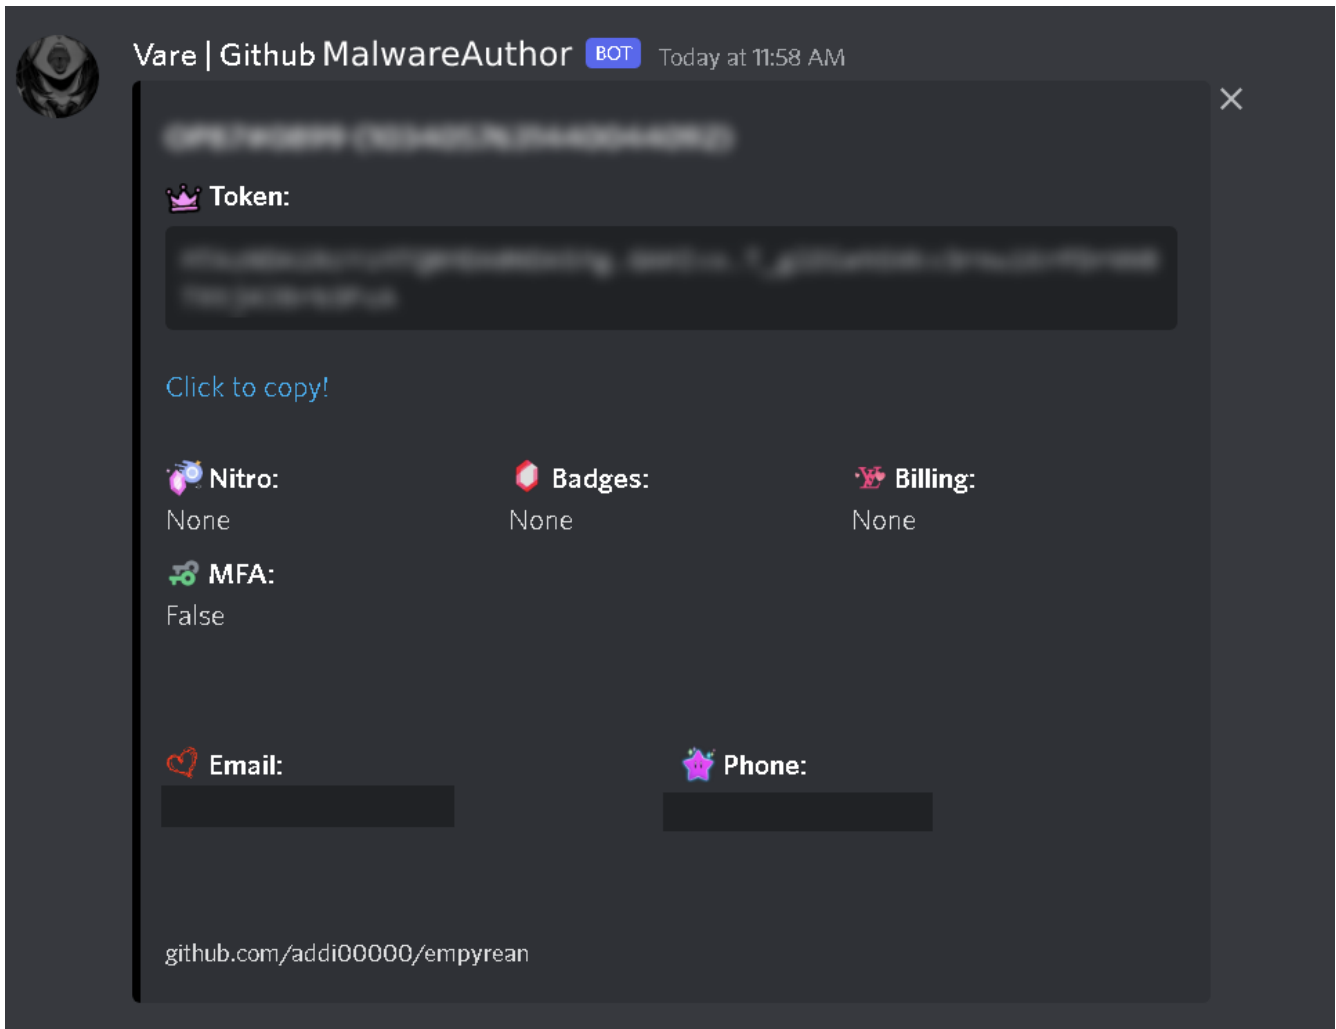 Vare | Github MalwareAuthor BOT Today at 11:58 AM
Token:
Click to copy!
Nitro: Badges: Billing:
None None None
MFA:
False
Email: Phone:
github.com/addi00000/empyrean